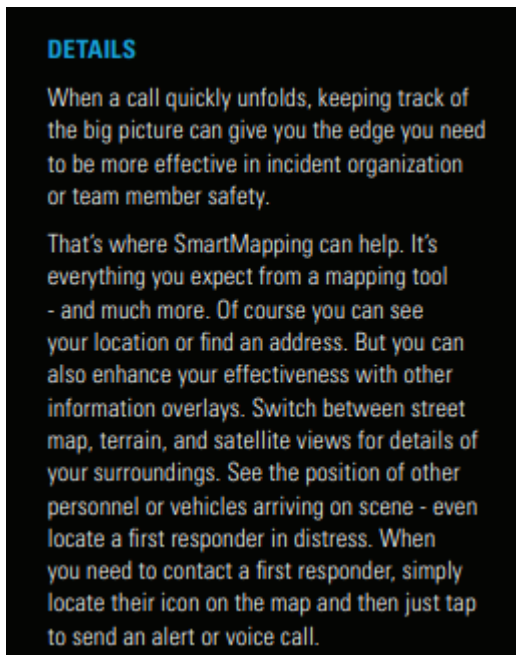 DETAILS
When a call quickly unfolds, keeping track of
the big picture can give you the edge you need
to be more effective in incident organization
or team member safety.
That's where SmartMapping can help. It's
everything you expect from a mapping tool
- and much more. Of course you can see
your location or find an address. But you can
also enhance your effectiveness with other
information overlays. Switch between street
map, terrain, and satellite views for details of
your surroundings. See the position of other
personnel or vehicles arriving on scene - even
locate a first responder in distress. When
you need to contact a first responder, simply
locate their icon on the map and then just tap
to send an alert or voice call.